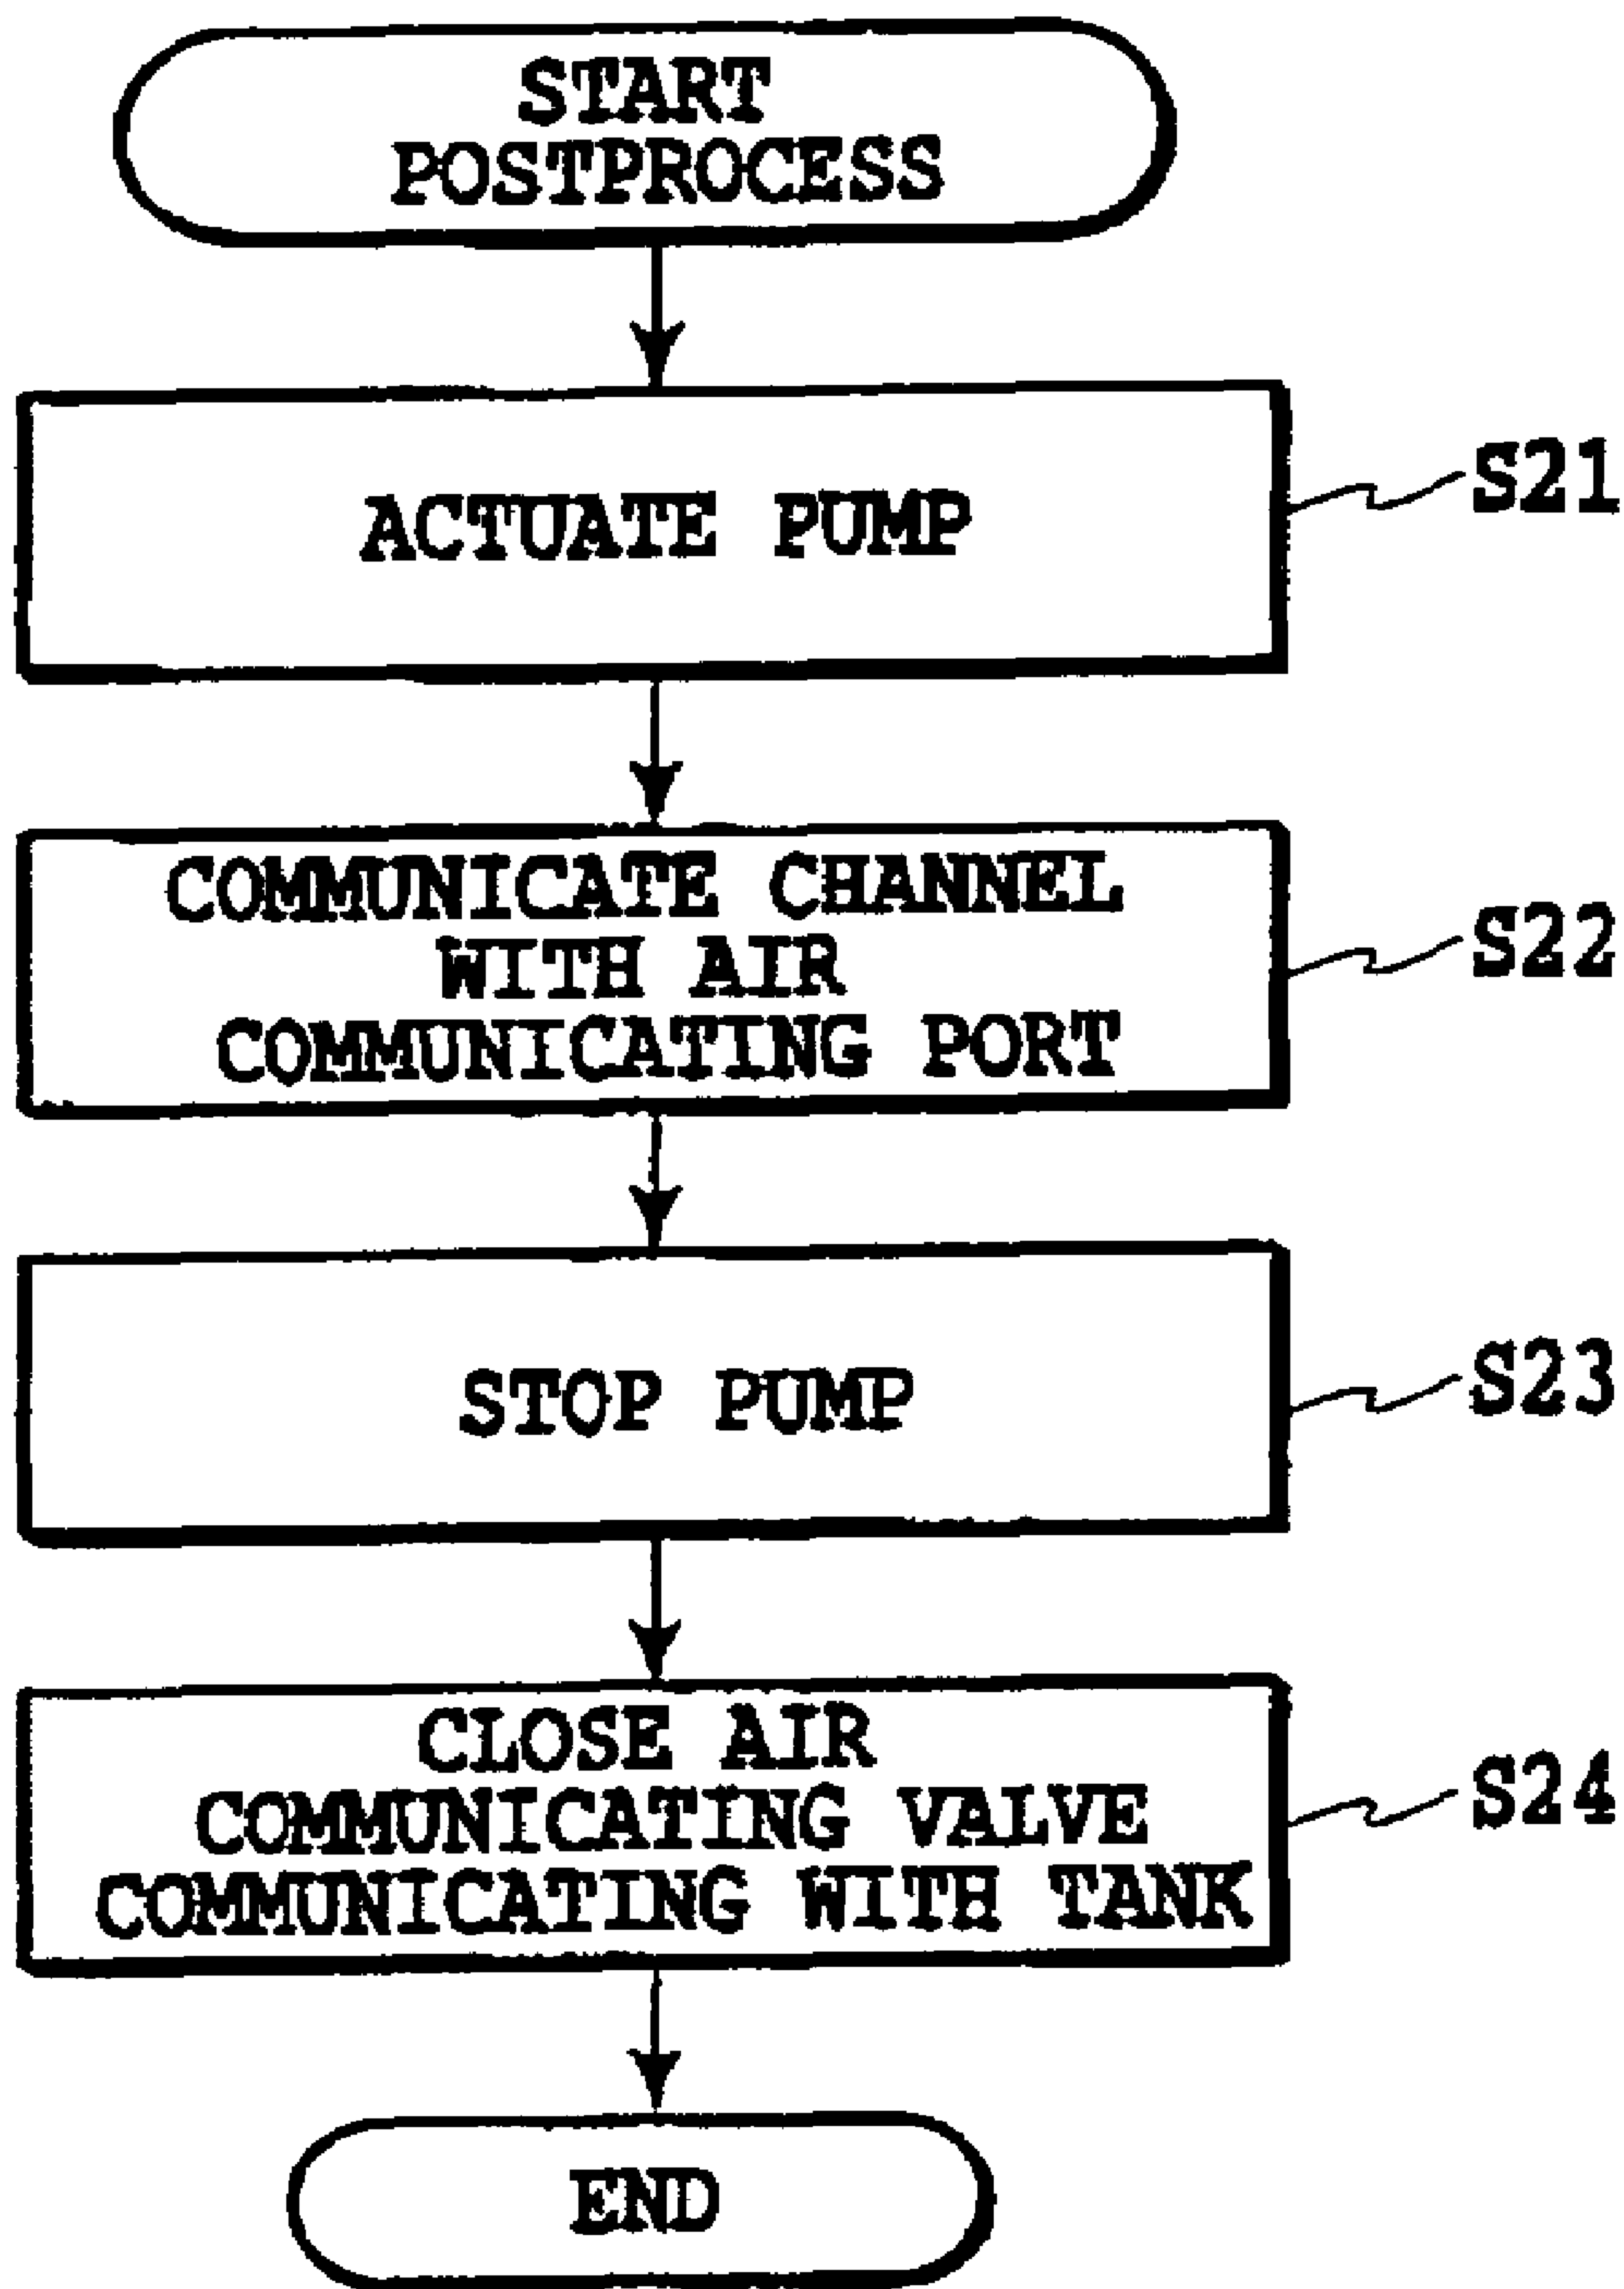 START
POSTPROCESS
ACTUATE PUMP
S21
COMMUNICATE CHANNEL
WITH AIR
COMMUNICATING PORT
S22
STOP PUMP
S23
CLOSE AIR
COMMUNICATING VALVE
COMMUNICATING WITH TANK
S24
END